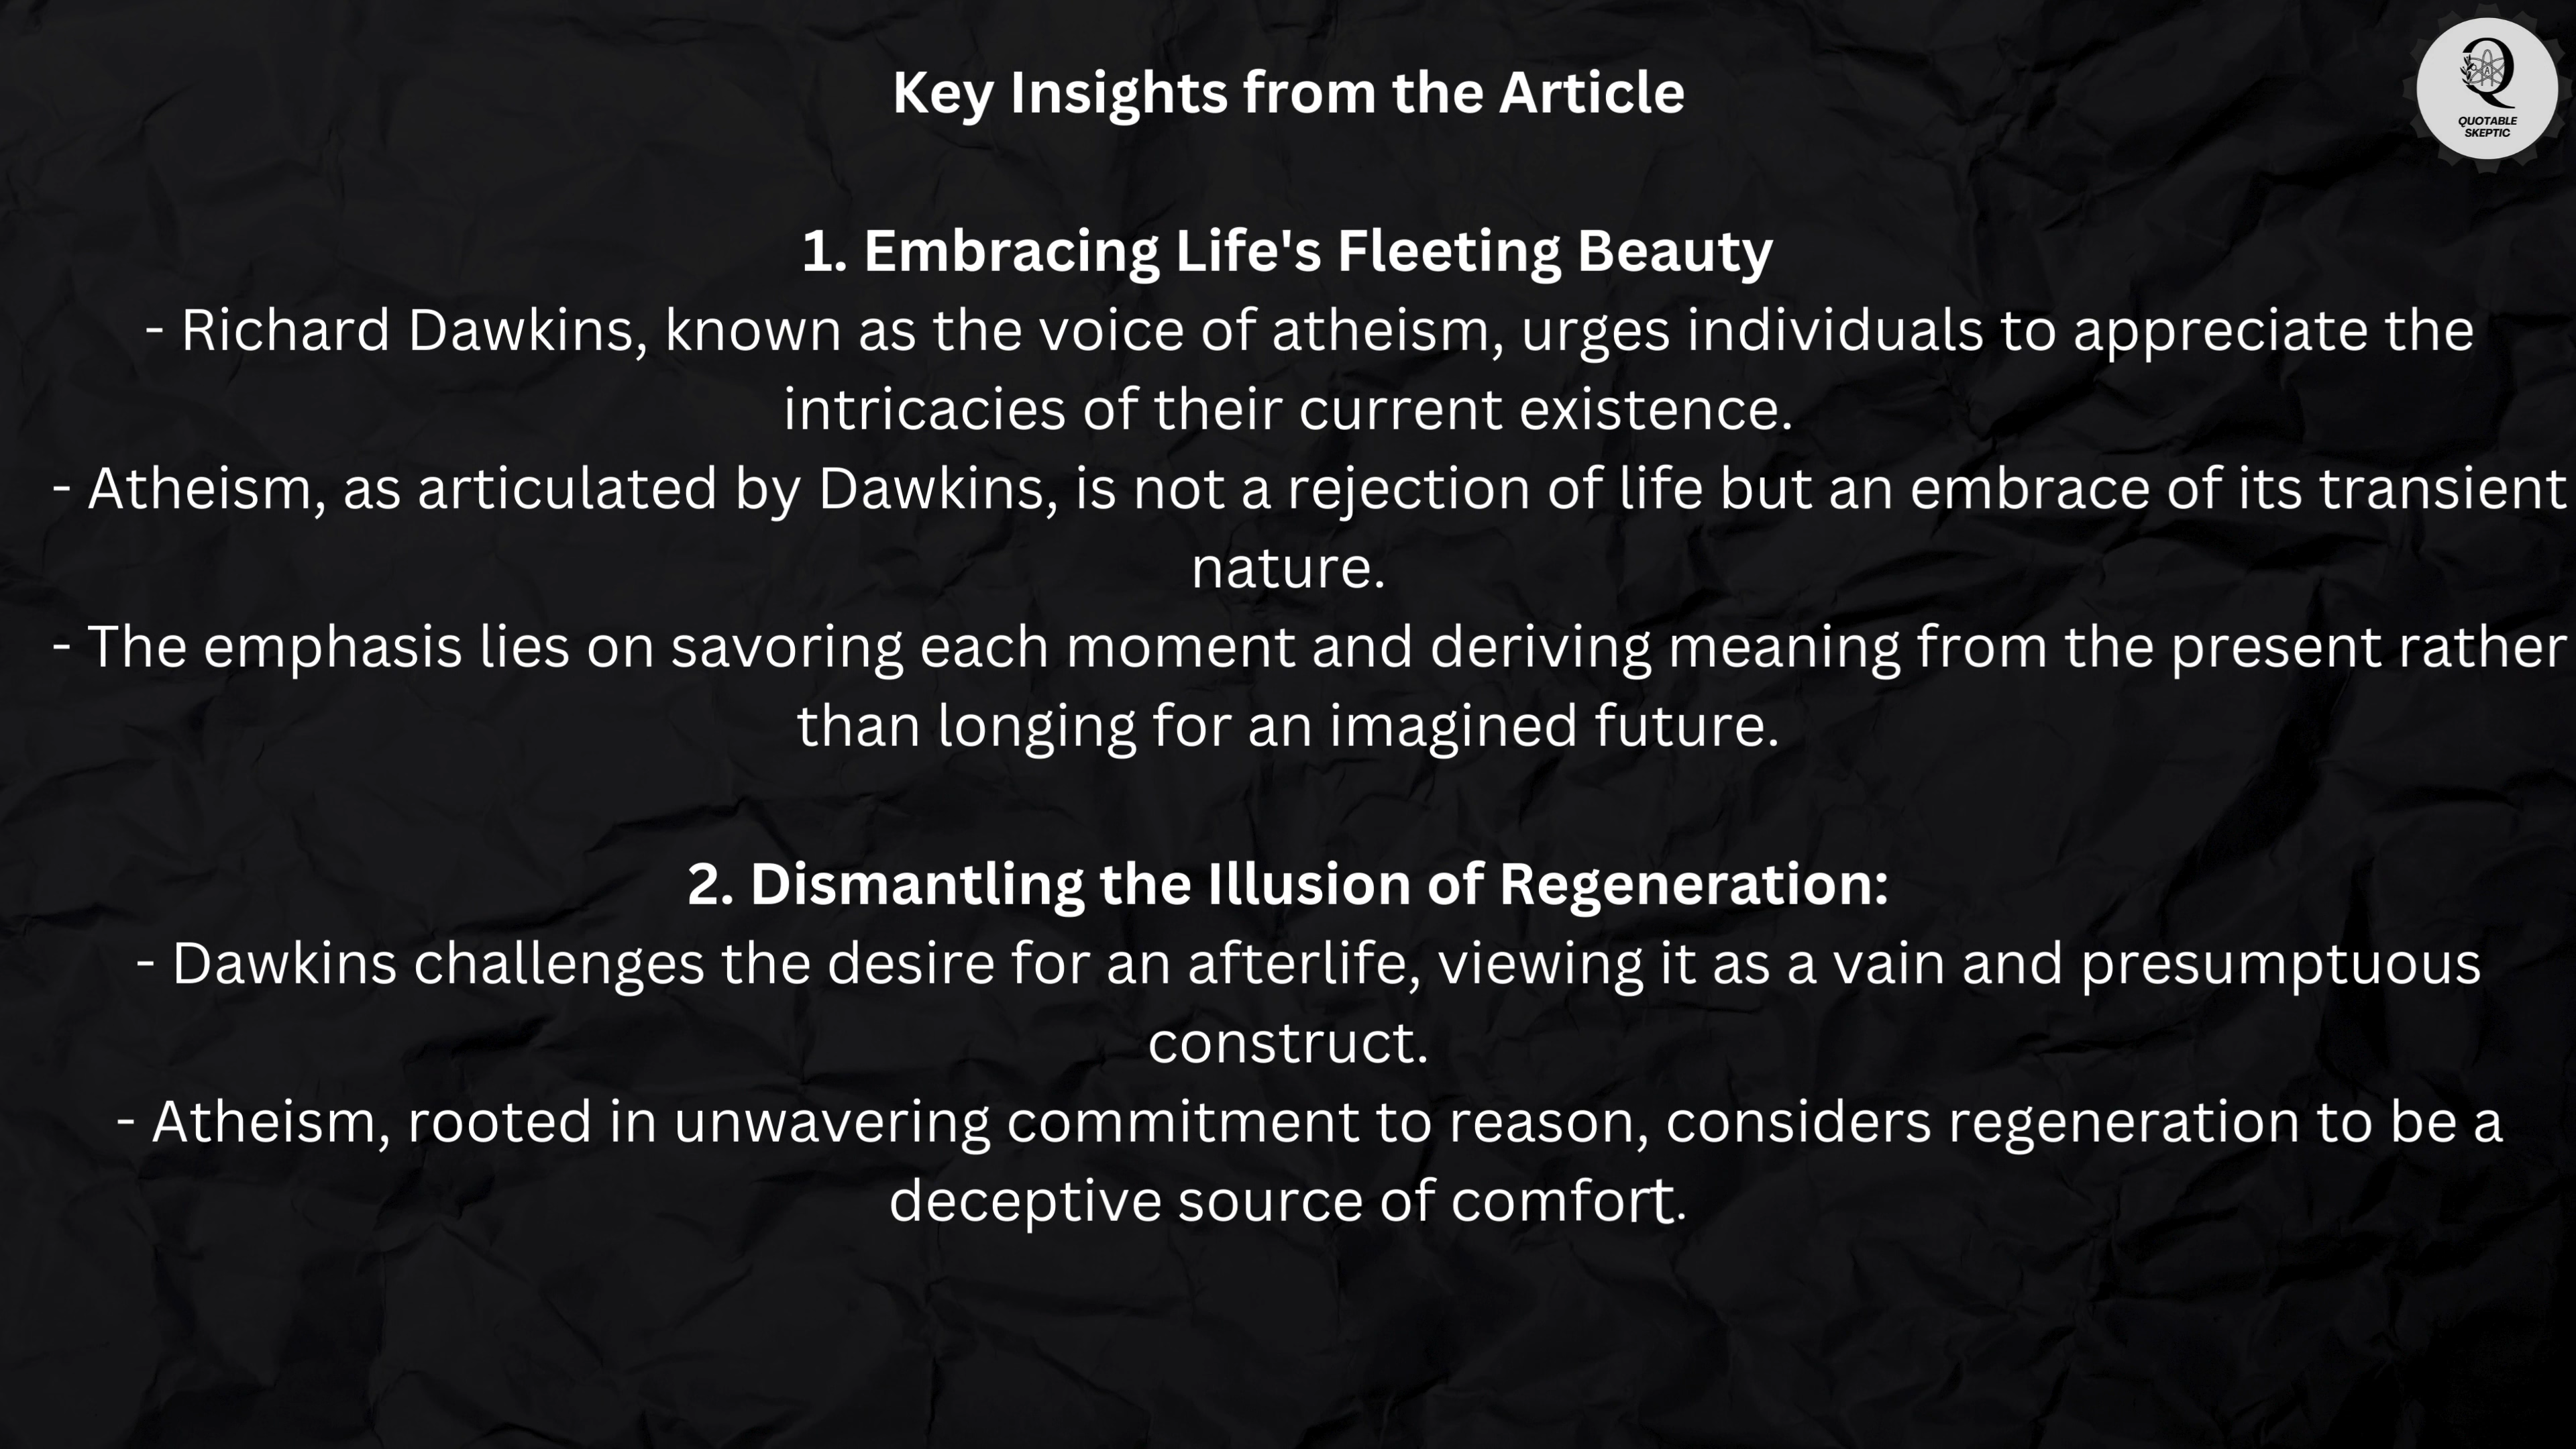 Key Insights from the Article
QUOTABLE
SKEPTIC
1. Embracing Life's Fleeting Beauty
- Richard Dawkins, known as the voice of atheism, urges individuals to appreciate the
intricacies of their current existence.
- Atheism, as articulated by Dawkins, is not a rejection of life but an embrace of its transient
nature.
- The emphasis lies on savoring each moment and deriving meaning from the present rather
than longing for an imagined future.
2. Dismantling the Illusion of Regeneration:
- Dawkins challenges the desire for an afterlife, viewing it as a vain and presumptuous
construct.
- Atheism, rooted in unwavering commitment to reason, considers regeneration to be a
deceptive source of comfort.